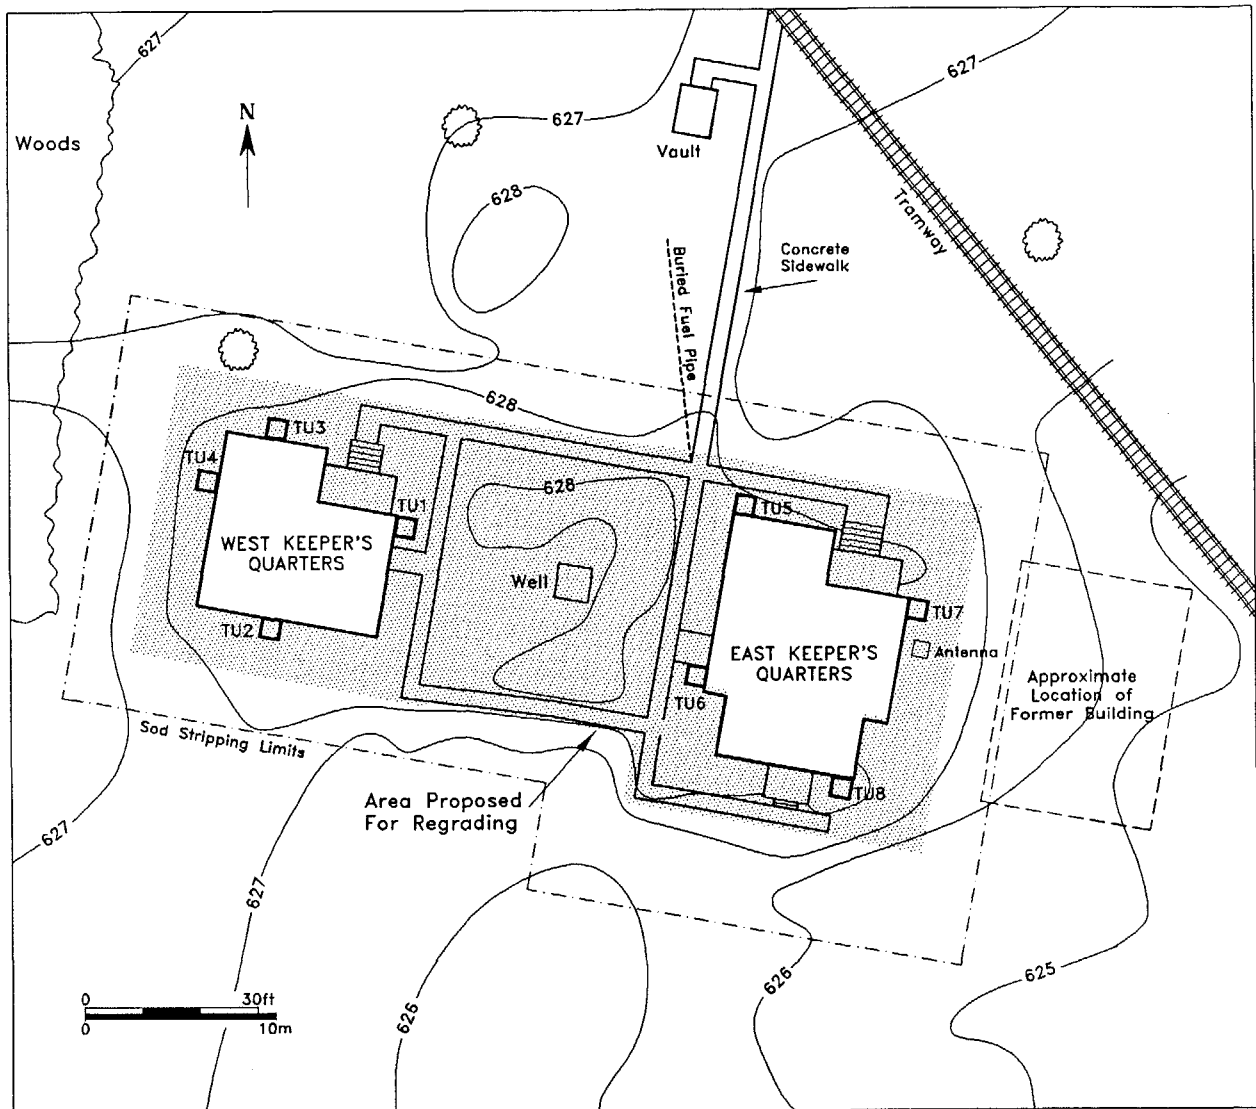 627
627
N
627
Woods
Vault
628
Tramway
Concrete
Sidewalk
Buried Fuel Pipe
628
TU3
TU4
628
TU1
TU5
WEST KEEPER'S
QUARTERS
Well
TU7
TU2
EAST KEEPER'S
QUARTERS
Antenna
TU6
Approximate
Location of
Former Building
Sod Stripping Limits
TU8
Area Proposed
For Regrading
627
627
626
626
625
0 30ft
0 10m